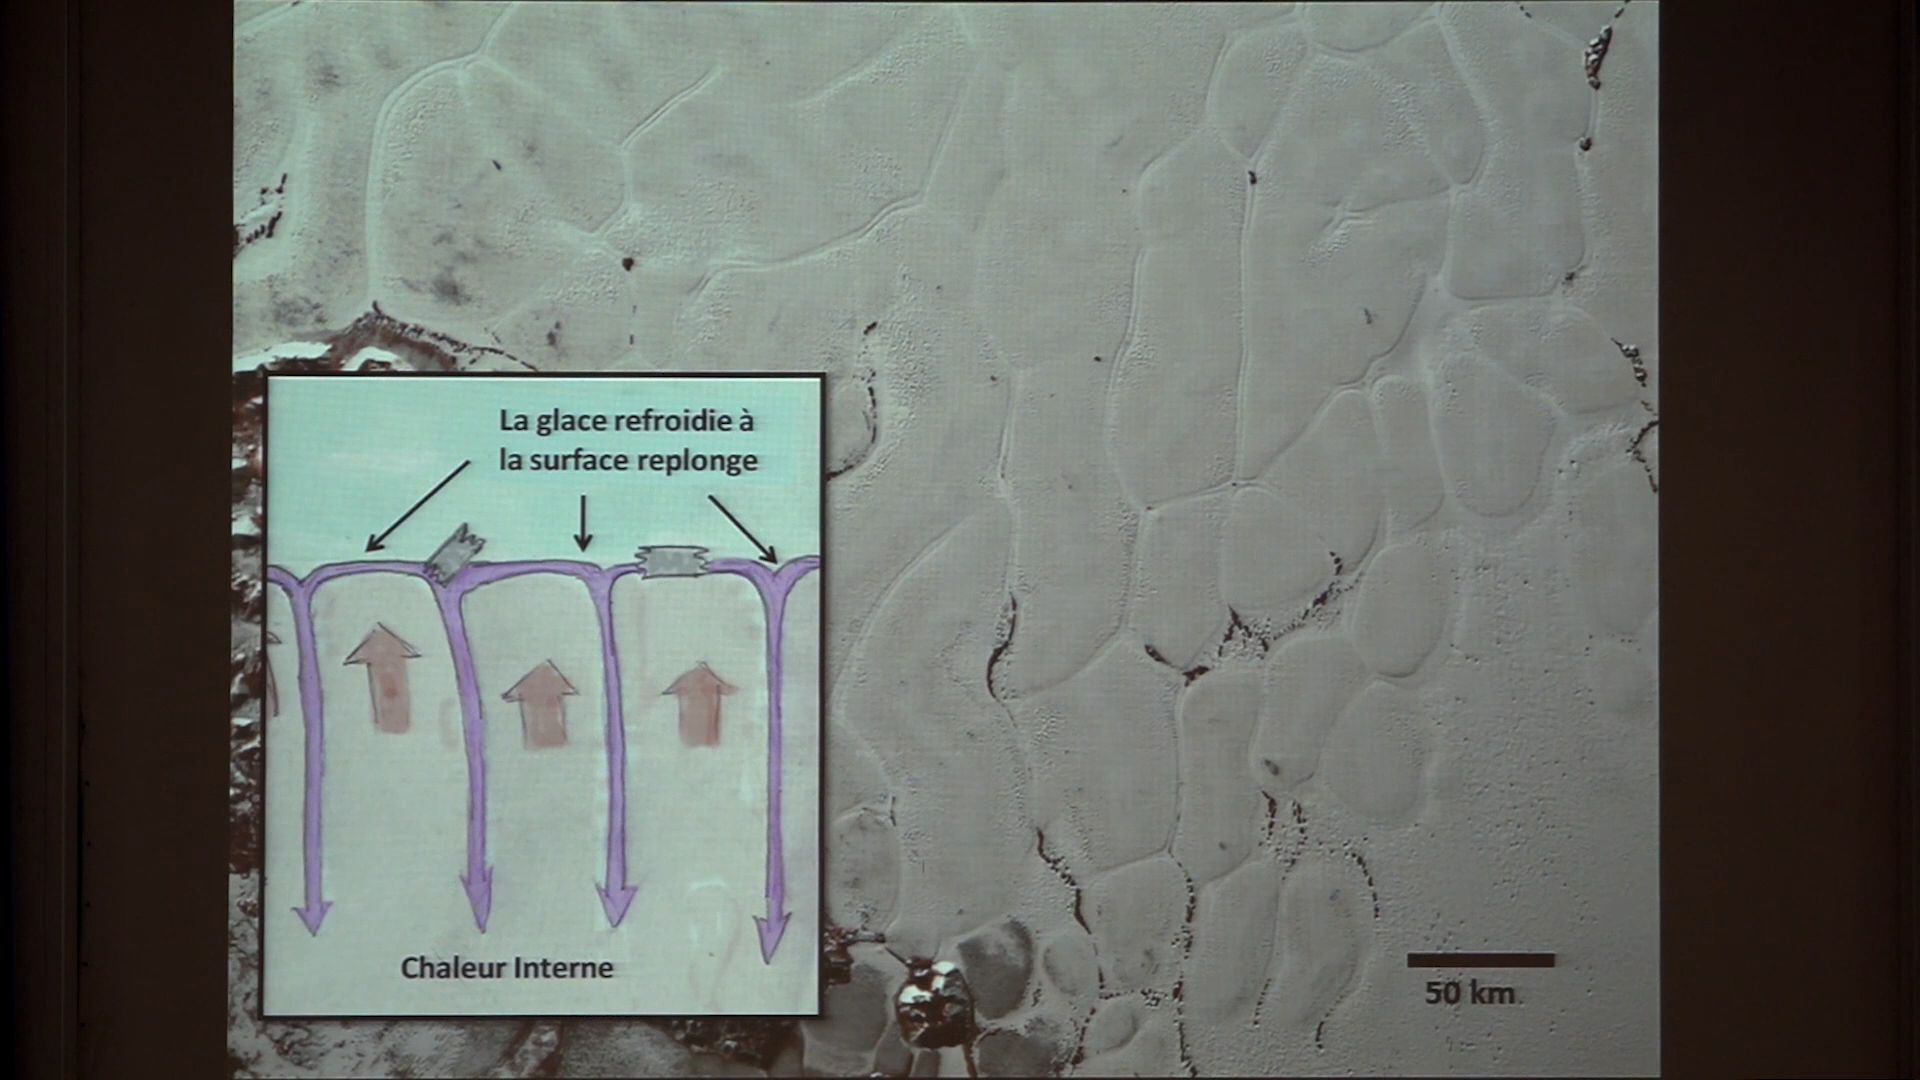 La glace refroidie à
la surface replonge
Chaleur Interne
50 km